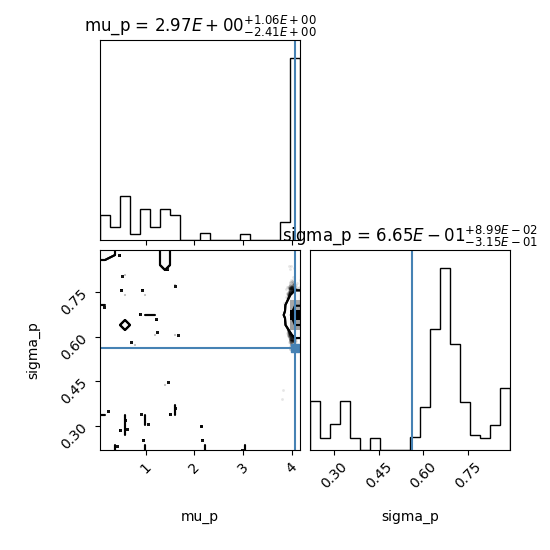 mu_p = 2.97E + 00+1.06E + 00
−2.41E + 00
sigma_p = 6.65E − 01+8.99E − 02
−3.15E − 01
sigma_p
0.75
0.60
0.45
0.30
1 2 3 4
mu_p
0.30 0.45 0.60 0.75
sigma_p